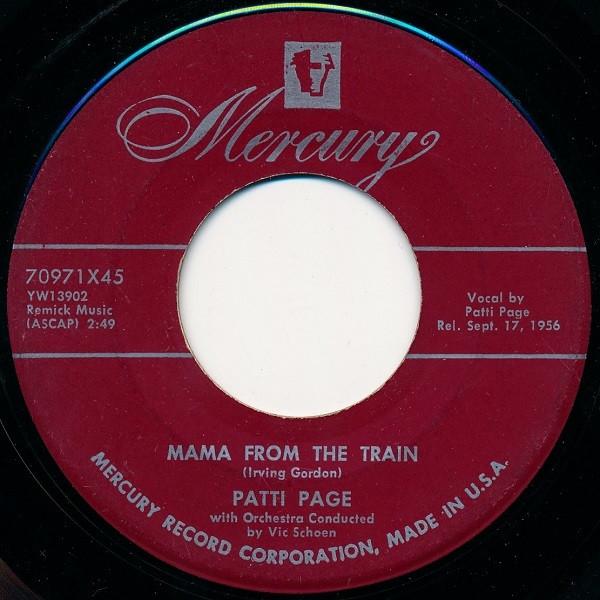 Mercury
70971X45
YW13902
Remick Music
(ASCAP) 2:49
Vocal by
Patti Page
Rel. Sept. 17, 1956
MAMA FROM THE TRAIN
(Irving Gordon)
PATTI PAGE
with Orchestra Conducted
by Vic Schoen
MERCURY RECORD CORPORATION, MADE IN U.S.A.